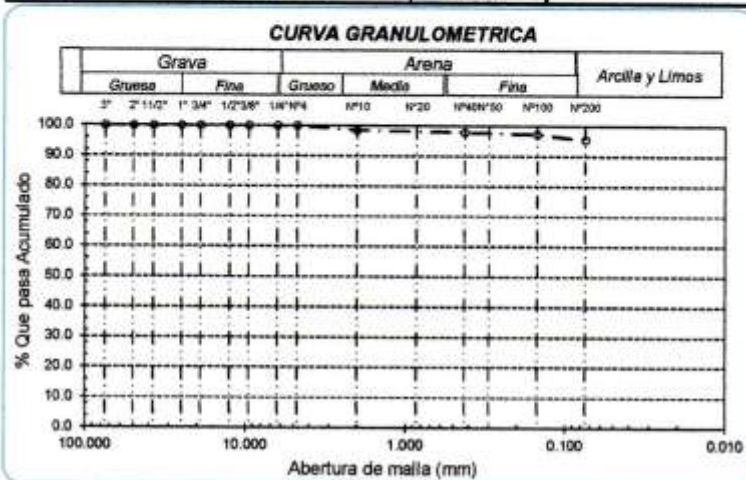 CURVA GRANULOMETRICA
Grava Arena Arcilla y Limos
Gruesa Fina Grueso Media Fina
3" 2" 1 1/2" 1" 3/4" 1/2" 3/8" 1/4" Nº4 Nº10 Nº20 Nº40 Nº50 Nº100 Nº200
100.0
90.0
80.0
70.0
60.0
50.0
40.0
30.0
20.0
10.0
0.0
% Que pasa Acumulado
100.000 10.000 1.000 0.100 0.010
Abertura de malla (mm)